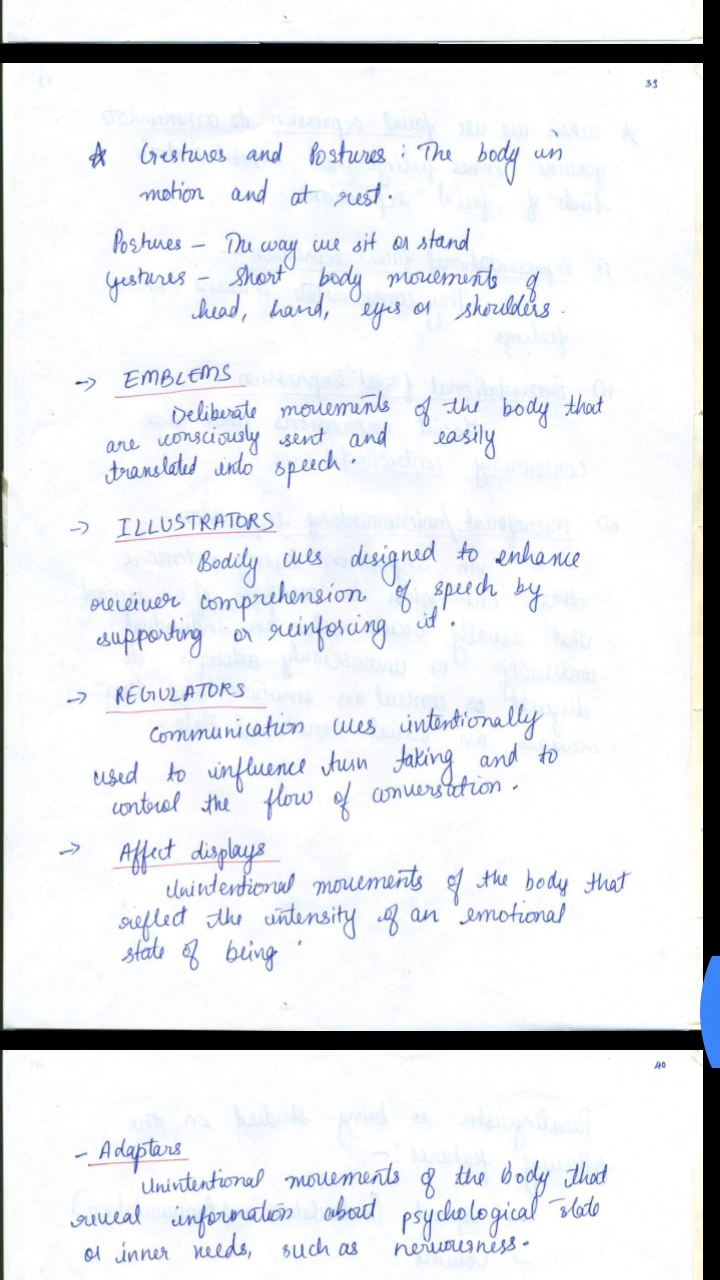 39
☆ Gestures and Postures : The body in
motion and at rest.
Postures – The way we sit or stand
gestures – Short body movements of
head, hand, eyes or shoulders.
→ EMBLEMS
Deliberate movements of the body that
are consciously sent and easily
translated into speech.
→ ILLUSTRATORS
Bodily cues designed to enhance
receiver comprehension of speech by
supporting or reinforcing it.
→ REGULATORS
Communication cues intentionally
used to influence turn taking and to
control the flow of conversation.
→ Affect displays
Unintentional movements of the body that
reflect the intensity of an emotional
state of being.
40
- Adaptars
Unintentional movements of the body that
reveal information about psychological state
or inner needs, such as nervousness.